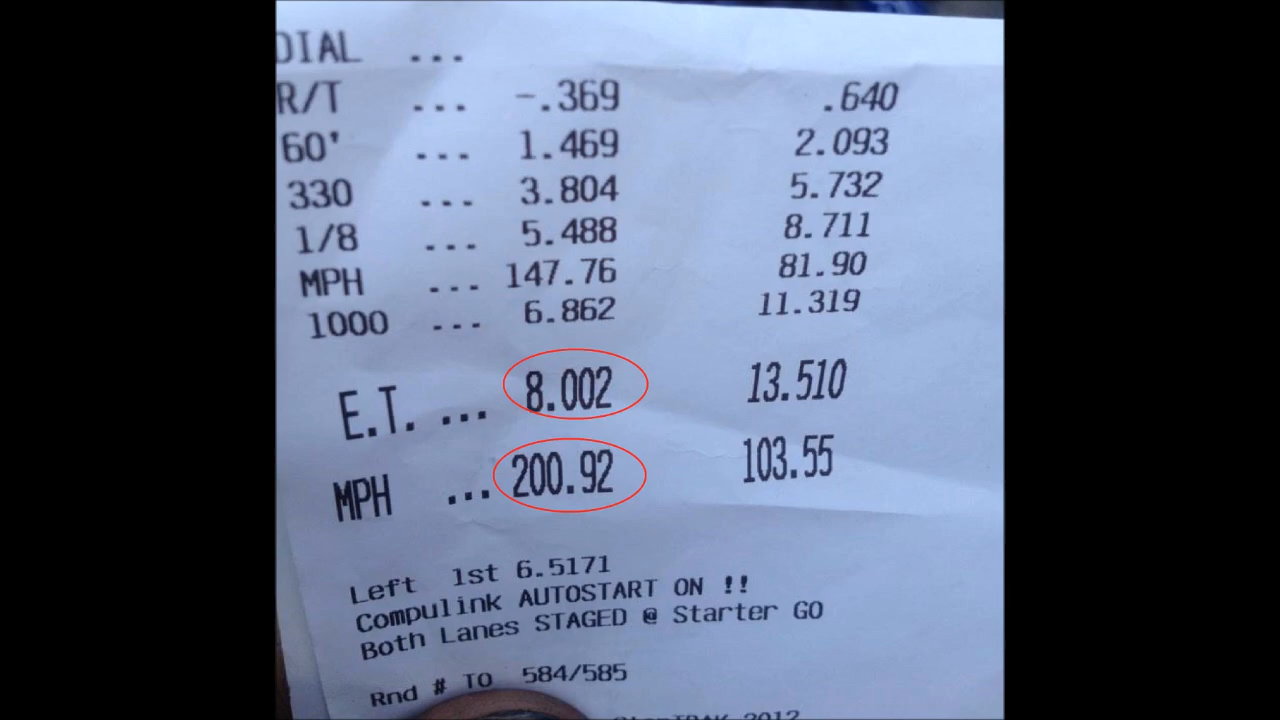 DIAL ...
R/T ... -.369 .640
60' ... 1.469 2.093
330 ... 3.804 5.732
1/8 ... 5.488 8.711
MPH ... 147.76 81.90
1000 ... 6.862 11.319
E.T. ... 8.002 13.510
MPH ... 200.92 103.55
Left 1st 6.5171
Compulink AUTOSTART ON !!
Both Lanes STAGED @ Starter GO
Rnd # TO 584/585
2012